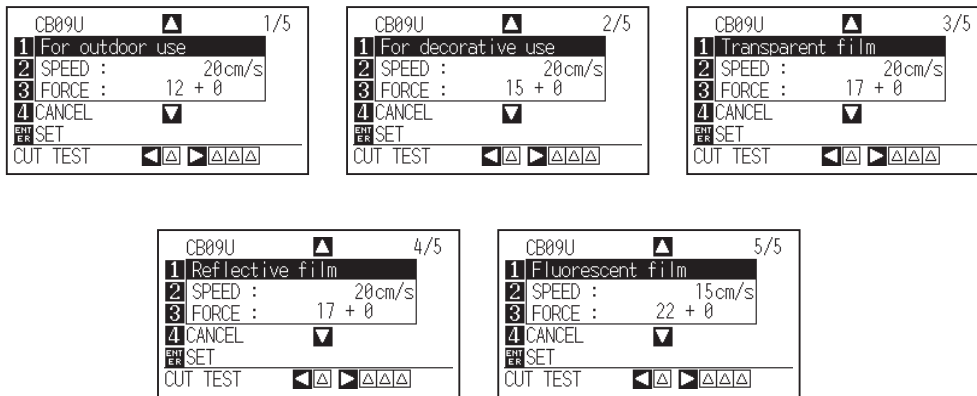 CB09U ▲ 1/5
1 For outdoor use
2 SPEED : 20cm/s
3 FORCE : 12 + 0
4 CANCEL ▼
ENTER SET
CUT TEST ◀△ ▶△△△
CB09U ▲ 2/5
1 For decorative use
2 SPEED : 20cm/s
3 FORCE : 15 + 0
4 CANCEL ▼
ENTER SET
CUT TEST ◀△ ▶△△△
CB09U ▲ 3/5
1 Transparent film
2 SPEED : 20cm/s
3 FORCE : 17 + 0
4 CANCEL ▼
ENTER SET
CUT TEST ◀△ ▶△△△
CB09U ▲ 4/5
1 Reflective film
2 SPEED : 20cm/s
3 FORCE : 17 + 0
4 CANCEL ▼
ENTER SET
CUT TEST ◀△ ▶△△△
CB09U ▲ 5/5
1 Fluorescent film
2 SPEED : 15cm/s
3 FORCE : 22 + 0
4 CANCEL ▼
ENTER SET
CUT TEST ◀△ ▶△△△